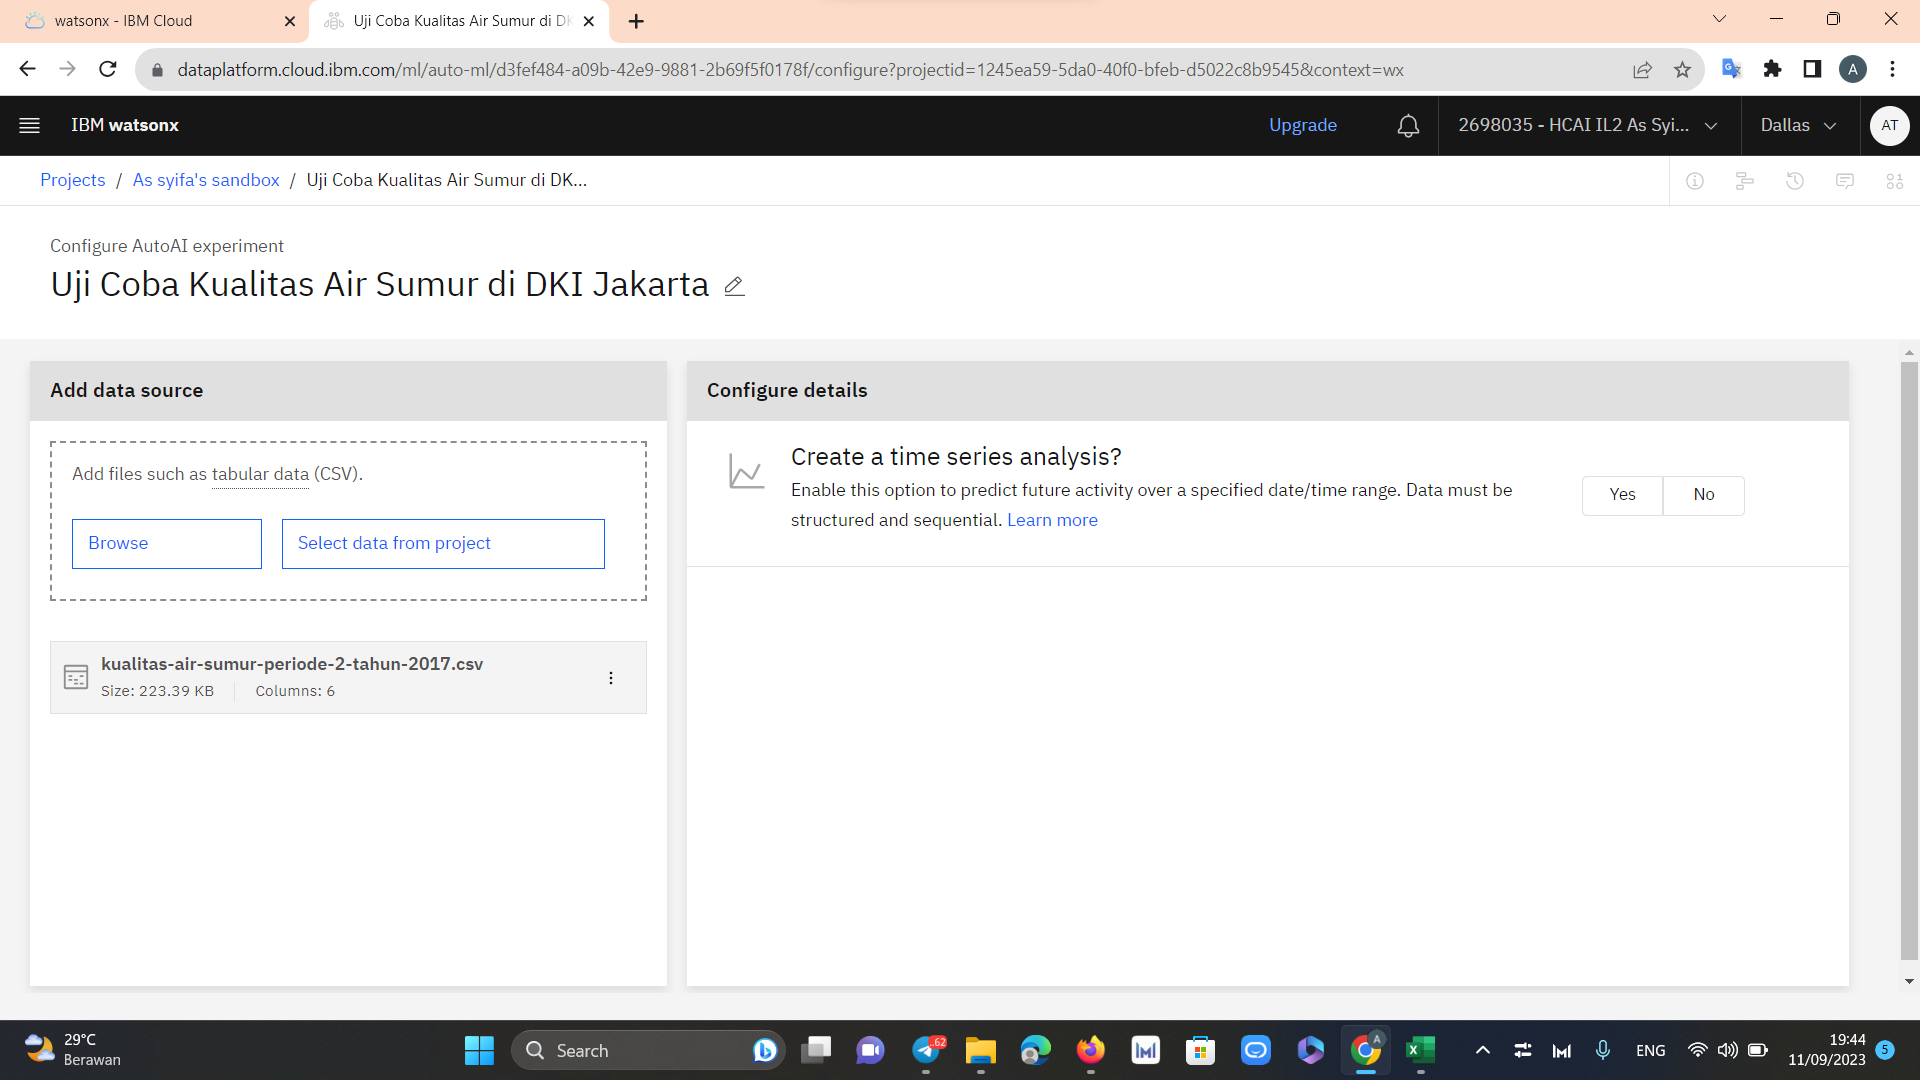 watsonx - IBM Cloud
Uji Coba Kualitas Air Sumur di DK
dataplatform.cloud.ibm.com/ml/auto-ml/d3fef484-a09b-42e9-9881-2b69f5f0178f/configure?projectid=1245ea59-5da0-40f0-bfeb-d5022c8b9545&context=wx
A
IBM watsonx
Upgrade
2698035 - HCAI IL2 As Syi...
Dallas
AT
Projects / As syifa's sandbox / Uji Coba Kualitas Air Sumur di DK...
Configure AutoAI experiment
Uji Coba Kualitas Air Sumur di DKI Jakarta
Add data source
Add files such as tabular data (CSV).
Browse
Select data from project
kualitas-air-sumur-periode-2-tahun-2017.csv
Size: 223.39 KB
Columns: 6
Configure details
Create a time series analysis?
Enable this option to predict future activity over a specified date/time range. Data must be
structured and sequential. Learn more
Yes
No
29°C
Berawan
Search
..62
A
ENG
19:44
11/09/2023
5